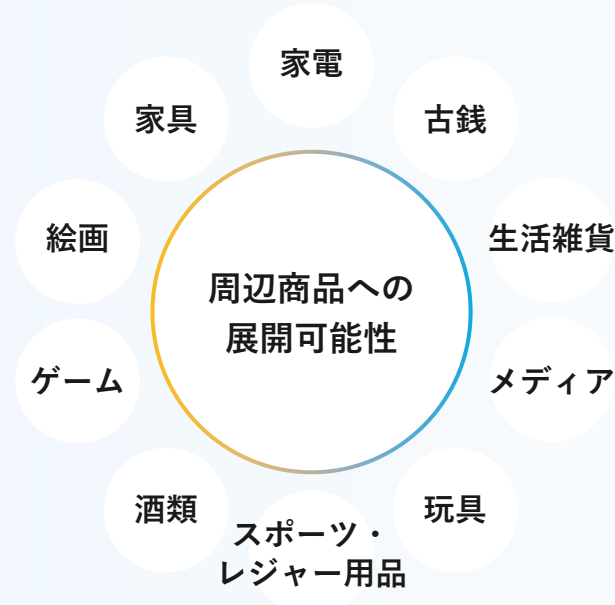 家電
家具
古銭
絵画
生活雑貨
周辺商品への
展開可能性
ゲーム
メディア
酒類
玩具
スポーツ・
レジャー用品